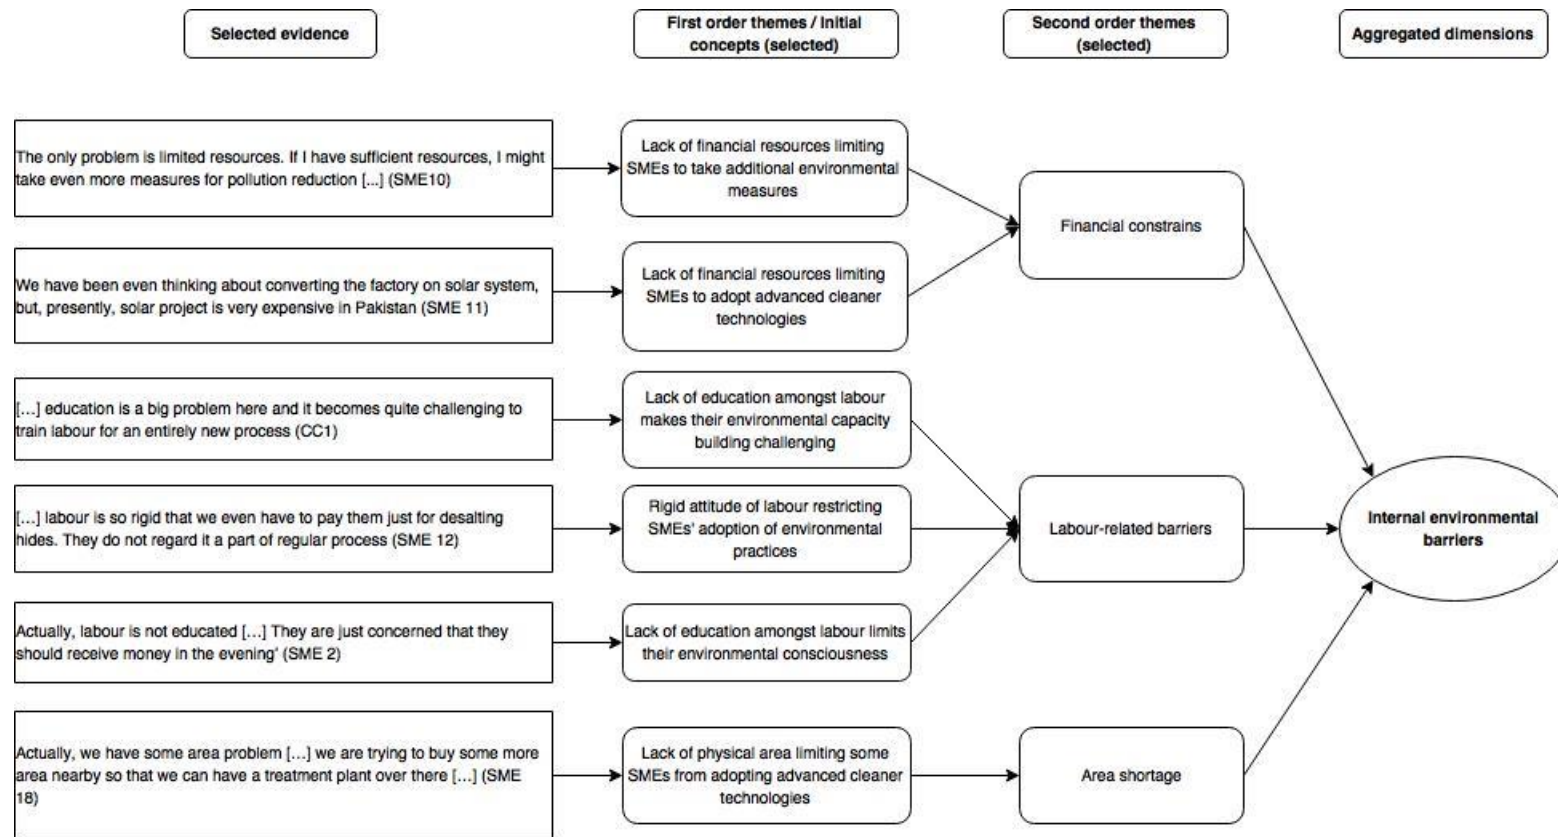 Selected evidence
First order themes / Initial
concepts (selected)
Second order themes
(selected)
Aggregated dimensions
The only problem is limited resources. If I have sufficient resources, I might
take even more measures for pollution reduction [...] (SME10)
Lack of financial resources limiting
SMEs to take additional environmental
measures
Financial constrains
We have been even thinking about converting the factory on solar system,
but, presently, solar project is very expensive in Pakistan (SME 11)
Lack of financial resources limiting
SMEs to adopt advanced cleaner
technologies
[...] education is a big problem here and it becomes quite challenging to
train labour for an entirely new process (CC1)
Lack of education amongst labour
makes their environmental capacity
building challenging
[...] labour is so rigid that we even have to pay them just for desalting
hides. They do not regard it a part of regular process (SME 12)
Rigid attitude of labour restricting
SMEs' adoption of environmental
practices
Labour-related barriers
Internal environmental
barriers
Actually, labour is not educated [...] They are just concerned that they
should receive money in the evening' (SME 2)
Lack of education amongst labour limits
their environmental consciousness
Actually, we have some area problem [...] we are trying to buy some more
area nearby so that we can have a treatment plant over there [...] (SME
18)
Lack of physical area limiting some
SMEs from adopting advanced cleaner
technologies
Area shortage